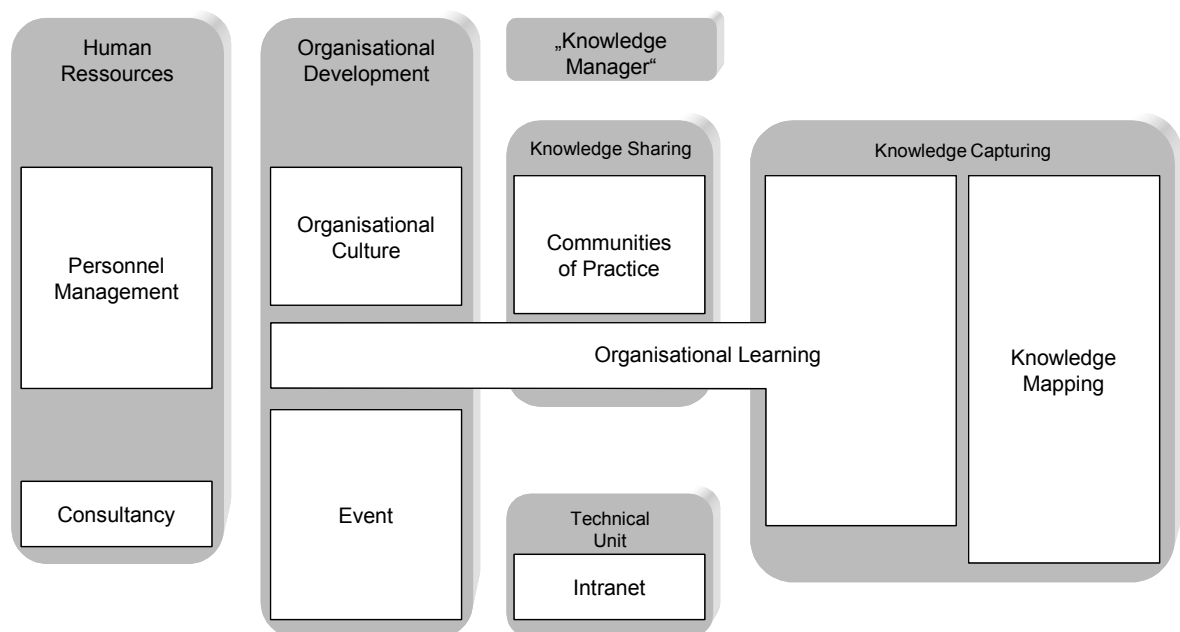 Human
Ressources
Personnel
Management
Consultancy
Organisational
Development
Organisational
Culture
Event
„Knowledge
Manager“
Knowledge Sharing
Communities
of Practice
Organisational Learning
Technical
Unit
Intranet
Knowledge Capturing
Knowledge
Mapping